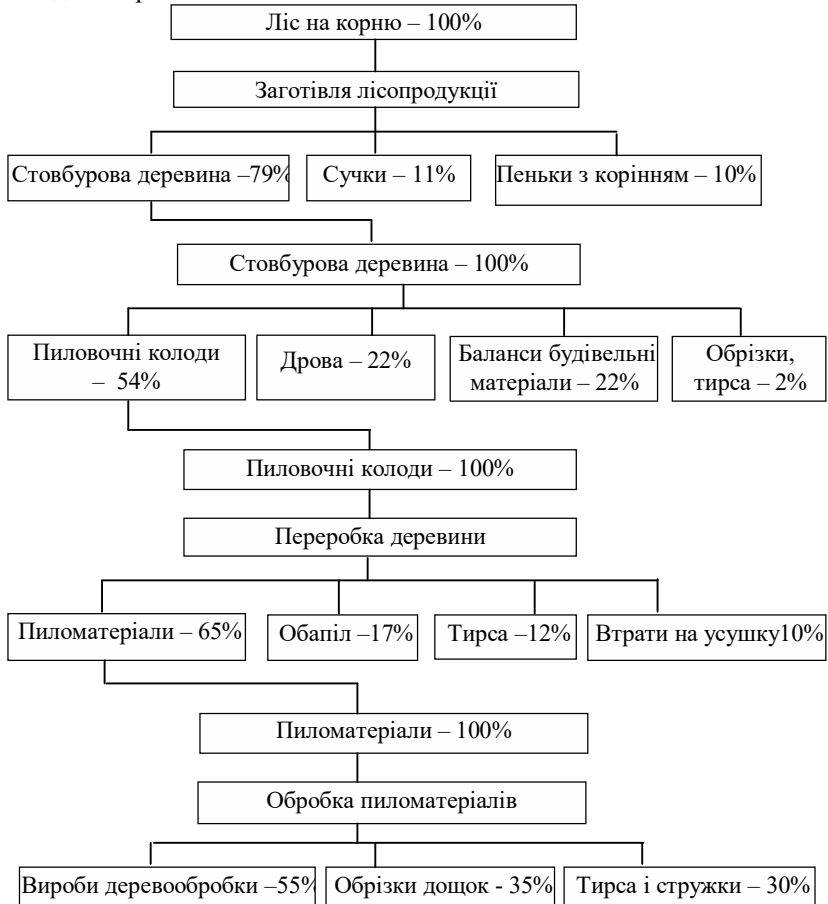 Ліс на корню – 100%
Заготівля лісопродукції
Стовбурова деревина –79%
Сучки – 11%
Пеньки з корінням – 10%
Стовбурова деревина – 100%
Пиловочні колоди
– 54%
Дрова – 22%
Баланси будівельні
матеріали – 22%
Обрізки,
тирса – 2%
Пиловочні колоди – 100%
Переробка деревини
Пиломатеріали – 65%
Обапіл –17%
Тирса –12%
Втрати на усушку10%
Пиломатеріали – 100%
Обробка пиломатеріалів
Вироби деревообробки –55%
Обрізки дощок - 35%
Тирса і стружки – 30%